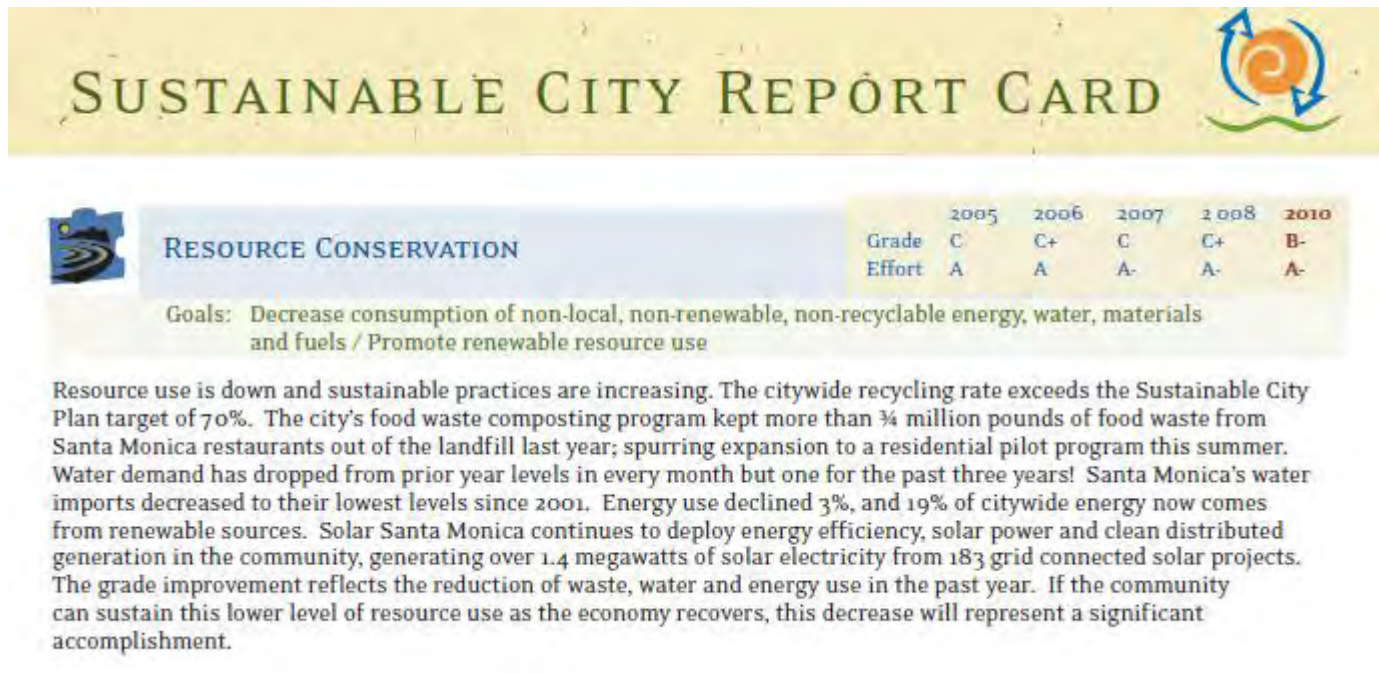 SUSTAINABLE CITY REPORT CARD
2005 2006 2007 2008 2010
RESOURCE CONSERVATION
Grade C C+ C C+ B-
Effort A A A- A- A-
Goals: Decrease consumption of non-local, non-renewable, non-recyclable energy, water, materials
and fuels / Promote renewable resource use
Resource use is down and sustainable practices are increasing. The citywide recycling rate exceeds the Sustainable City
Plan target of 70%. The city's food waste composting program kept more than ¾ million pounds of food waste from
Santa Monica restaurants out of the landfill last year; spurring expansion to a residential pilot program this summer.
Water demand has dropped from prior year levels in every month but one for the past three years! Santa Monica's water
imports decreased to their lowest levels since 2001. Energy use declined 3%, and 19% of citywide energy now comes
from renewable sources. Solar Santa Monica continues to deploy energy efficiency, solar power and clean distributed
generation in the community, generating over 1.4 megawatts of solar electricity from 183 grid connected solar projects.
The grade improvement reflects the reduction of waste, water and energy use in the past year. If the community
can sustain this lower level of resource use as the economy recovers, this decrease will represent a significant
accomplishment.